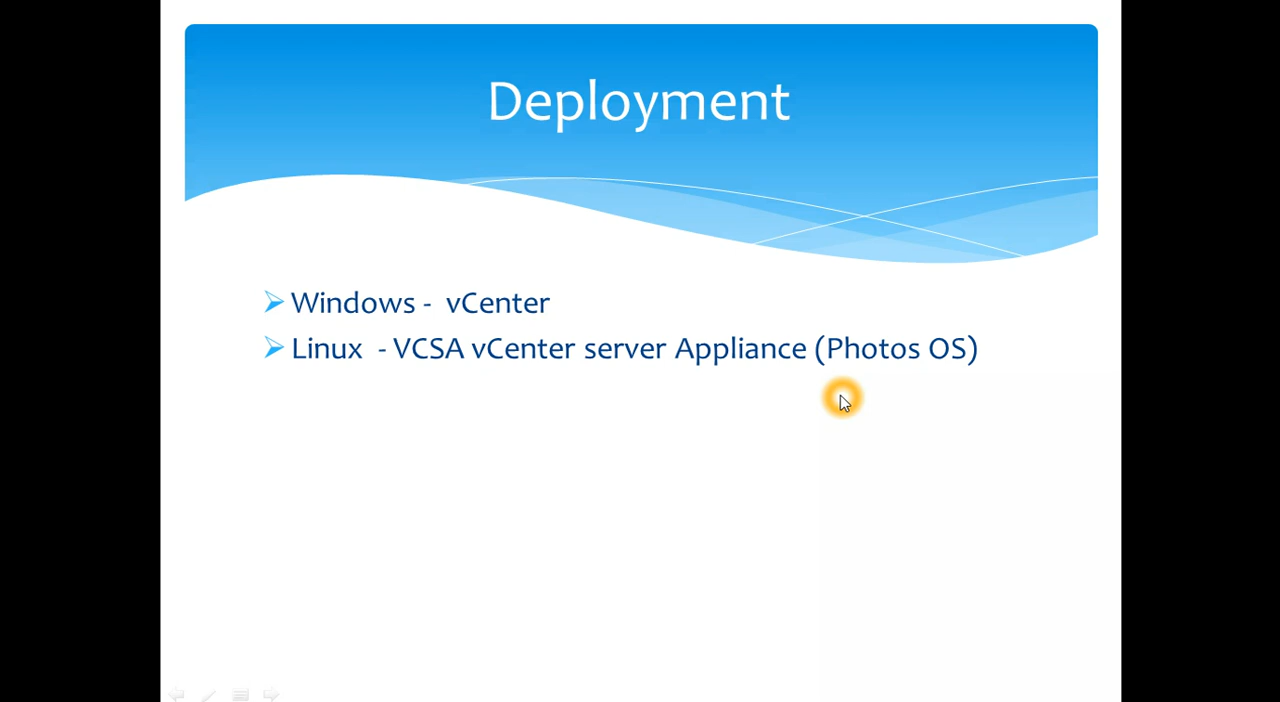 Deployment
Windows - vCenter
Linux - VCSA vCenter server Appliance (Photos OS)